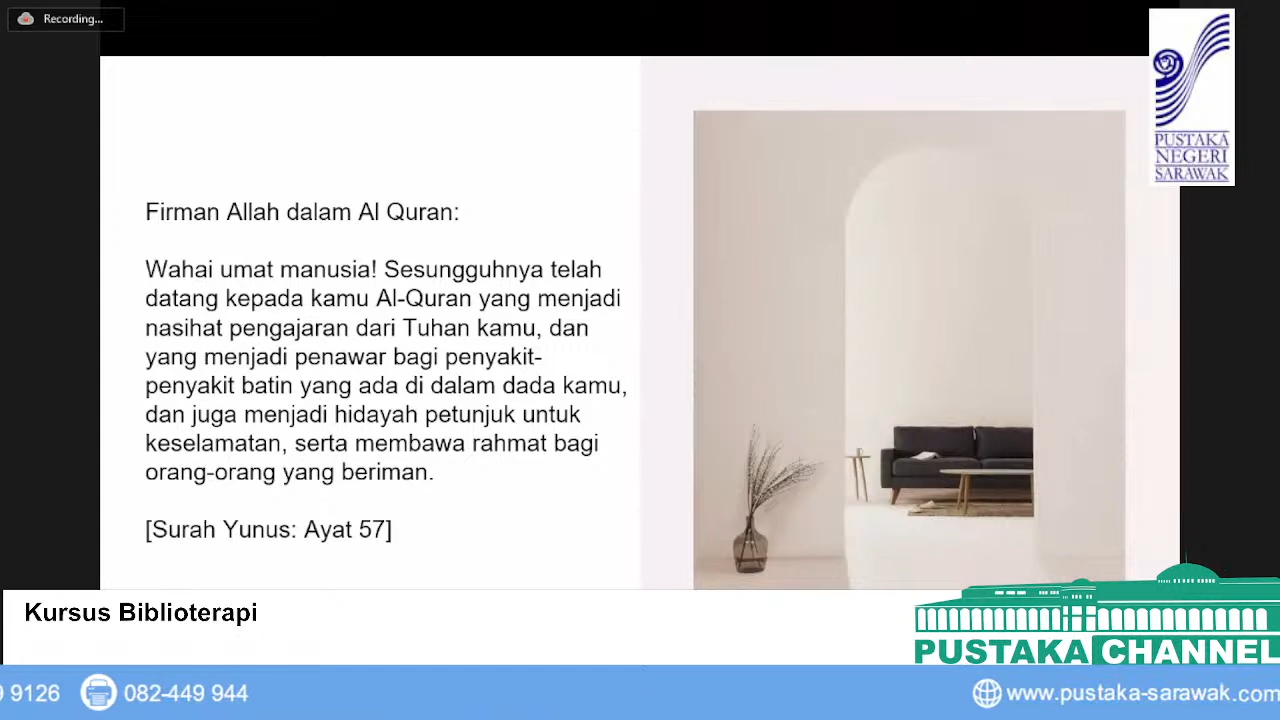 Recording...
PUSTAKA
NEGERI
SARAWAK
Firman Allah dalam Al Quran:
Wahai umat manusia! Sesungguhnya telah
datang kepada kamu Al-Quran yang menjadi
nasihat pengajaran dari Tuhan kamu, dan
yang menjadi penawar bagi penyakit-
penyakit batin yang ada di dalam dada kamu,
dan juga menjadi hidayah petunjuk untuk
keselamatan, serta membawa rahmat bagi
orang-orang yang beriman.
[Surah Yunus: Ayat 57]
Kursus Biblioterapi
PUSTAKA CHANNEL
9 9126 082-449 944 www.pustaka-sarawak.com